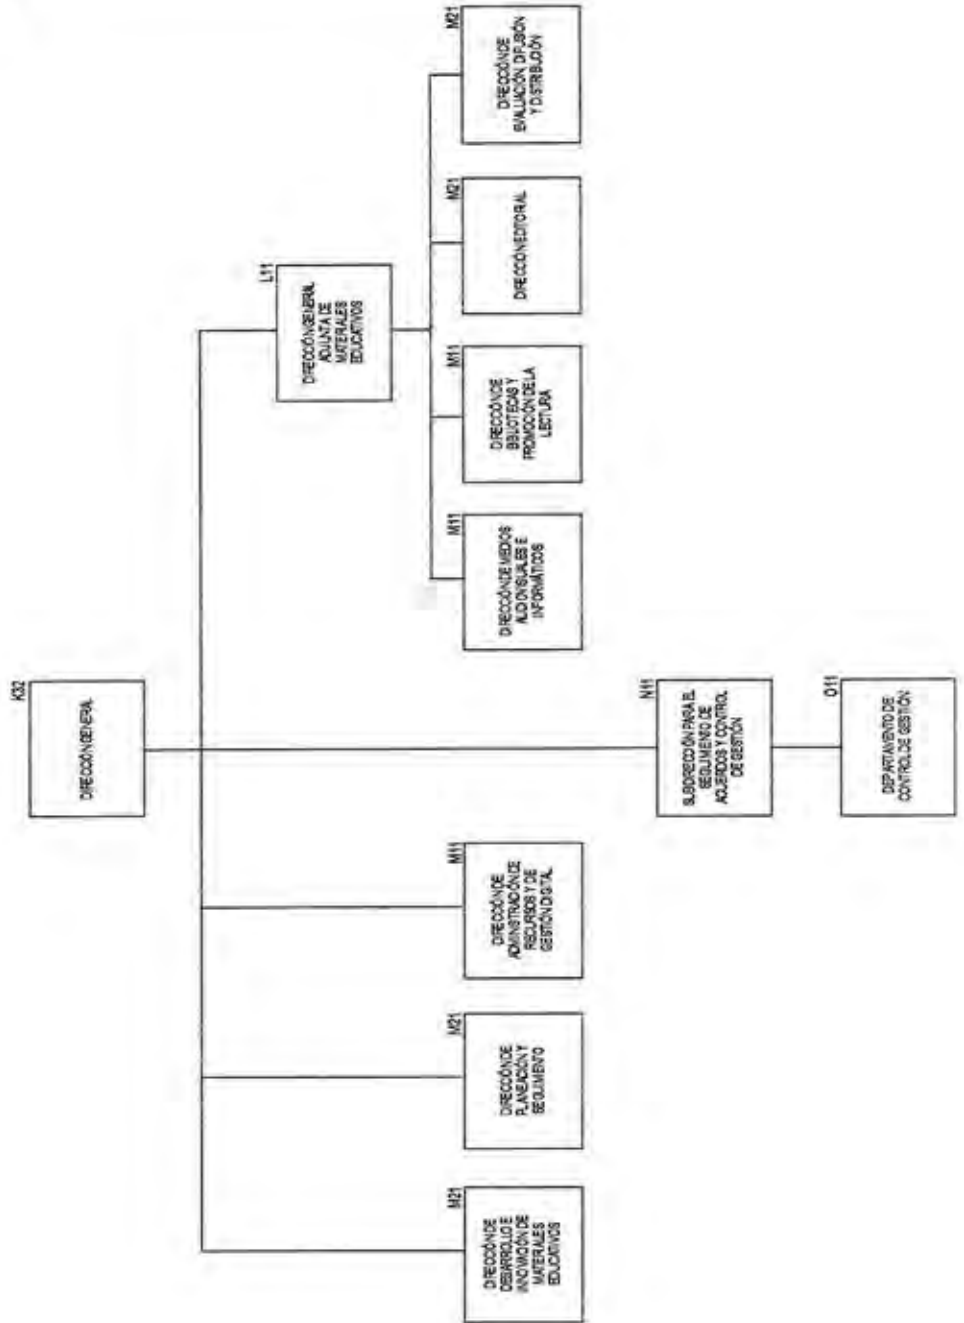 K32
DIRECCIÓN GENERAL
L11
DIRECCIÓN GENERAL
ADJUNTA DE
MATERIALES
EDUCATIVOS
M21
DIRECCIÓN DE
DESARROLLO E
INNOVACIÓN DE
MATERIALES
EDUCATIVOS
M21
DIRECCIÓN DE
PLANEACIÓN Y
SEGUIMIENTO
M11
DIRECCIÓN DE
ADMINISTRACIÓN DE
RECURSOS Y DE
GESTIÓN DIGITAL
M11
DIRECCIÓN DE MEDIOS
AUDIOVISUALES E
INFORMÁTICOS
M11
DIRECCIÓN DE
BIBLIOTECAS Y
PROMOCIÓN DE LA
LECTURA
M21
DIRECCIÓN EDITORIAL
M21
DIRECCIÓN DE
EVALUACIÓN, DIFUSIÓN
Y DISTRIBUCIÓN
N11
SUBDIRECCIÓN PARA EL
SEGUIMIENTO DE
ACUERDOS Y CONTROL
DE GESTIÓN
O11
DEPARTAMENTO DE
CONTROL DE GESTIÓN